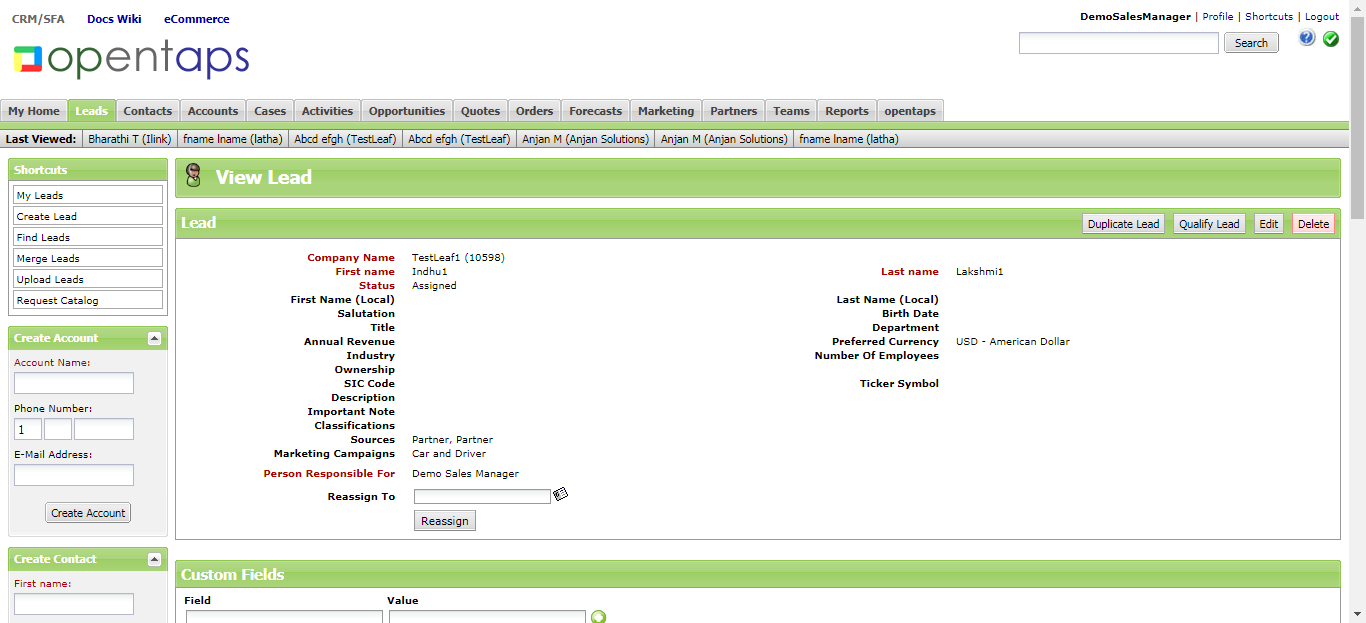 CRM/SFA Docs Wiki eCommerce
DemoSalesManager | Profile | Shortcuts | Logout
opentaps
Search
My Home Leads Contacts Accounts Cases Activities Opportunities Quotes Orders Forecasts Marketing Partners Teams Reports opentaps
Last Viewed: Bharathi T (Ilink) fname lname (latha) Abcd efgh (TestLeaf) Abcd efgh (TestLeaf) Anjan M (Anjan Solutions) Anjan M (Anjan Solutions) fname lname (latha)
Shortcuts
My Leads
Create Lead
Find Leads
Merge Leads
Upload Leads
Request Catalog
Create Account
Account Name:
Phone Number:
1
E-Mail Address:
Create Account
Create Contact
First name:
View Lead
Lead
Duplicate Lead Qualify Lead Edit Delete
Company Name TestLeaf1 (10598)
First name Indhu1 Last name Lakshmi1
Status Assigned
First Name (Local) Last Name (Local)
Salutation Birth Date
Title Department
Annual Revenue Preferred Currency USD - American Dollar
Industry Number Of Employees
Ownership
SIC Code Ticker Symbol
Description
Important Note
Classifications
Sources Partner, Partner
Marketing Campaigns Car and Driver
Person Responsible For Demo Sales Manager
Reassign To
Reassign
Custom Fields
Field Value